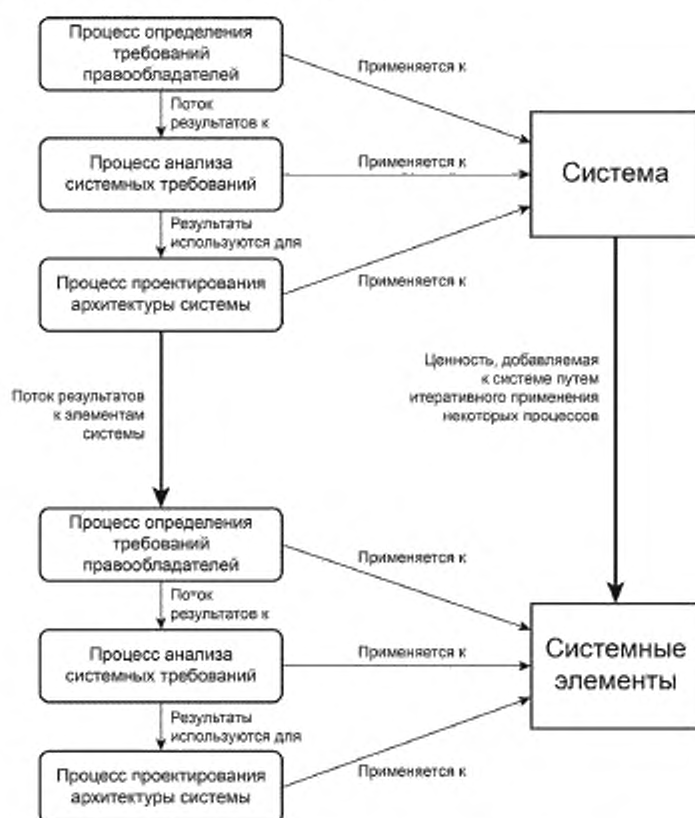 Процесс определения
требований
правообладателей
Применяется к
Поток
результатов к
Процесс анализа
системных требований
Применяется к
Система
Результаты
используются для
Процесс проектирования
архитектуры системы
Применяется к
Поток результатов
к элементам
системы
Ценность, добавляемая
к системе путем
итеративного применения
некоторых процессов
Процесс определения
требований
правообладателей
Применяется к
Поток
результатов к
Процесс анализа
системных требований
Применяется к
Системные
элементы
Результаты
используются для
Процесс проектирования
архитектуры системы
Применяется к